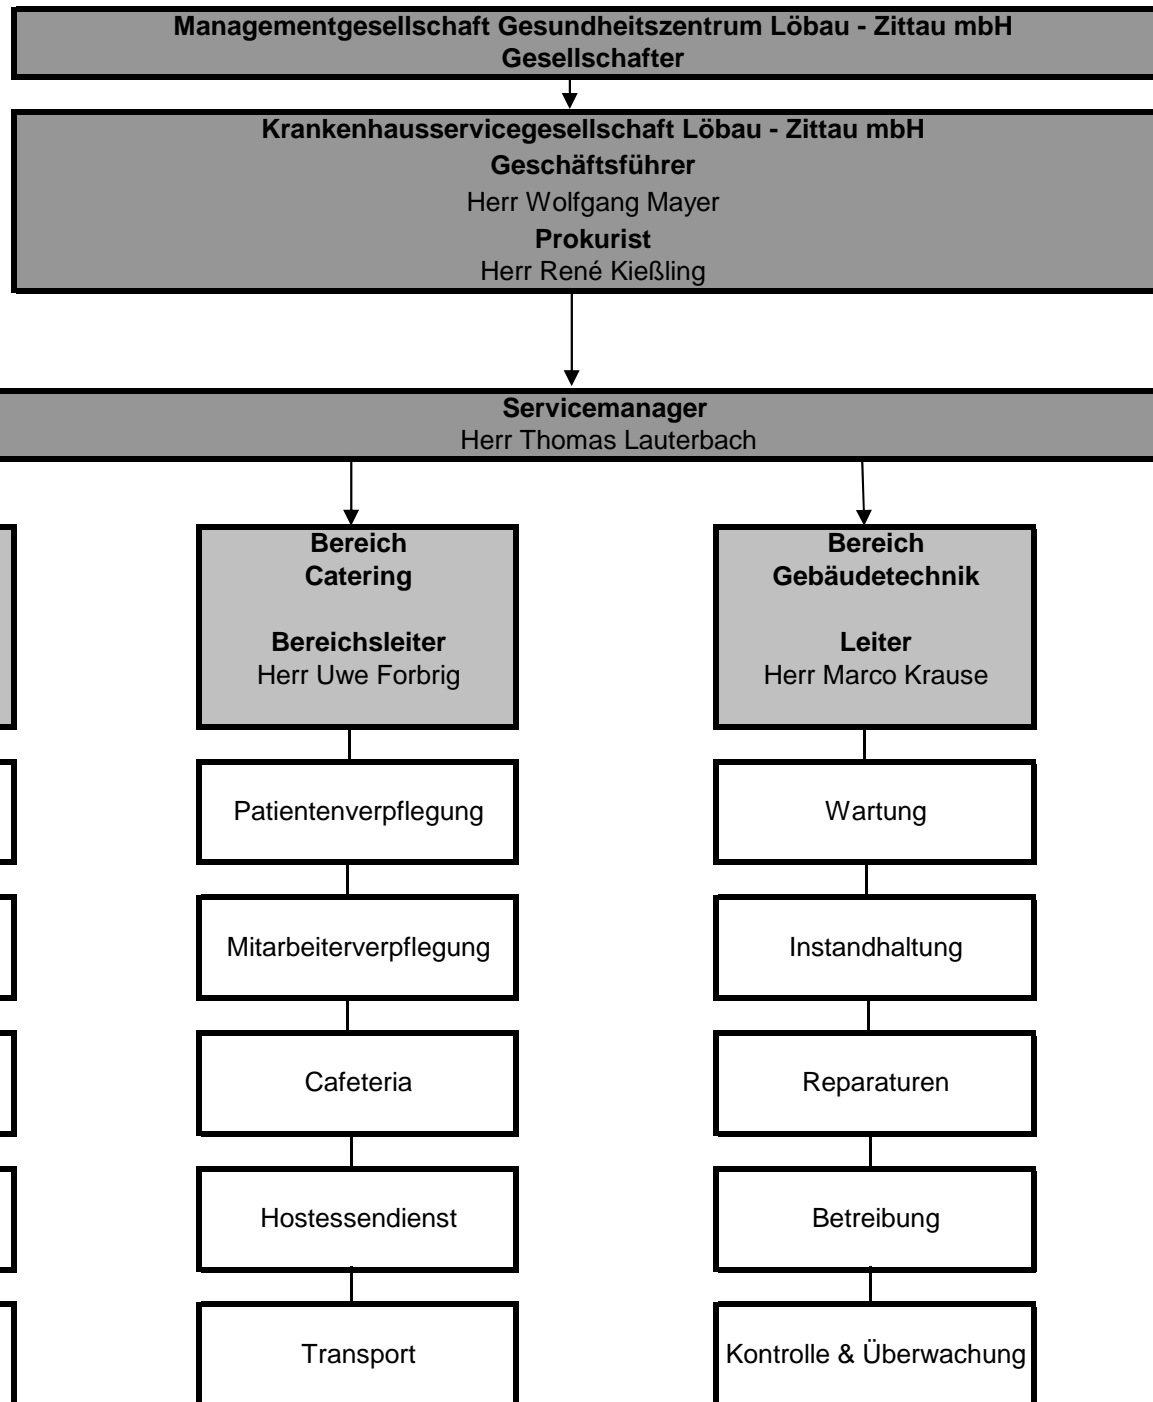 Managementgesellschaft Gesundheitszentrum Löbau - Zittau mbH
Gesellschafter
Krankenhausservicegesellschaft Löbau - Zittau mbH
Geschäftsführer
Herr Wolfgang Mayer
Prokurist
Herr René Kießling
Servicemanager
Herr Thomas Lauterbach
Bereich
Catering
Bereichsleiter
Herr Uwe Forbrig
Patientenverpflegung
Mitarbeiterverpflegung
Cafeteria
Hostessendienst
Transport
Bereich
Gebäudetechnik
Leiter
Herr Marco Krause
Wartung
Instandhaltung
Reparaturen
Betreibung
Kontrolle & Überwachung